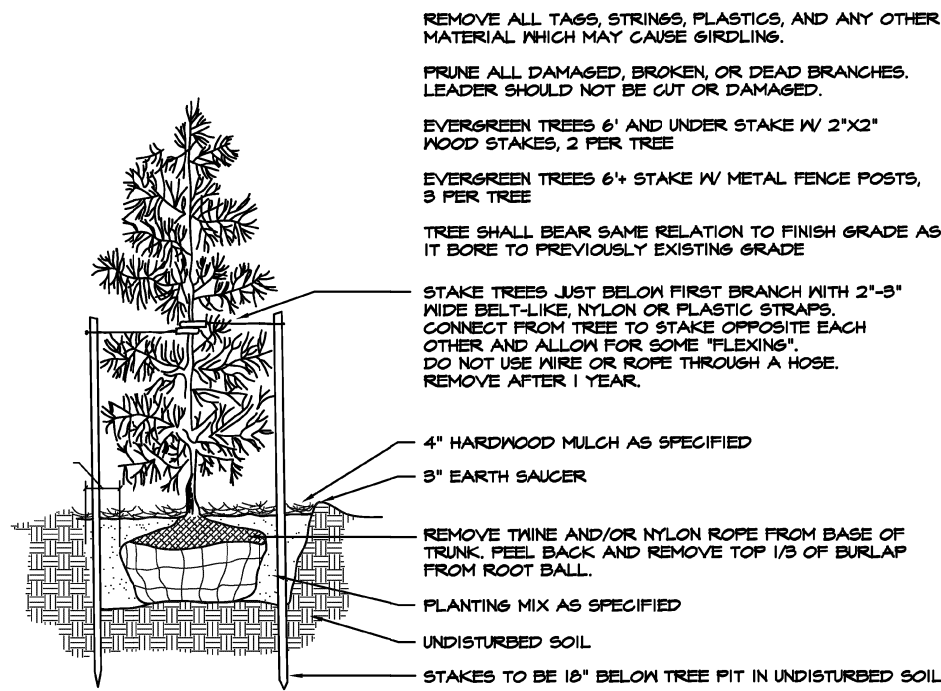 REMOVE ALL TAGS, STRINGS, PLASTICS, AND ANY OTHER
MATERIAL WHICH MAY CAUSE GIRDLING.
PRUNE ALL DAMAGED, BROKEN, OR DEAD BRANCHES.
LEADER SHOULD NOT BE CUT OR DAMAGED.
EVERGREEN TREES 6' AND UNDER STAKE W/ 2"X2"
WOOD STAKES, 2 PER TREE
EVERGREEN TREES 6'+ STAKE W/ METAL FENCE POSTS,
3 PER TREE
TREE SHALL BEAR SAME RELATION TO FINISH GRADE AS
IT BORE TO PREVIOUSLY EXISTING GRADE
STAKE TREES JUST BELOW FIRST BRANCH WITH 2"-3"
WIDE BELT-LIKE, NYLON OR PLASTIC STRAPS.
CONNECT FROM TREE TO STAKE OPPOSITE EACH
OTHER AND ALLOW FOR SOME "FLEXING".
DO NOT USE WIRE OR ROPE THROUGH A HOSE.
REMOVE AFTER 1 YEAR.
4" HARDWOOD MULCH AS SPECIFIED
3" EARTH SAUCER
REMOVE TWINE AND/OR NYLON ROPE FROM BASE OF
TRUNK. PEEL BACK AND REMOVE TOP 1/3 OF BURLAP
FROM ROOT BALL.
PLANTING MIX AS SPECIFIED
UNDISTURBED SOIL
STAKES TO BE 18" BELOW TREE PIT IN UNDISTURBED SOIL